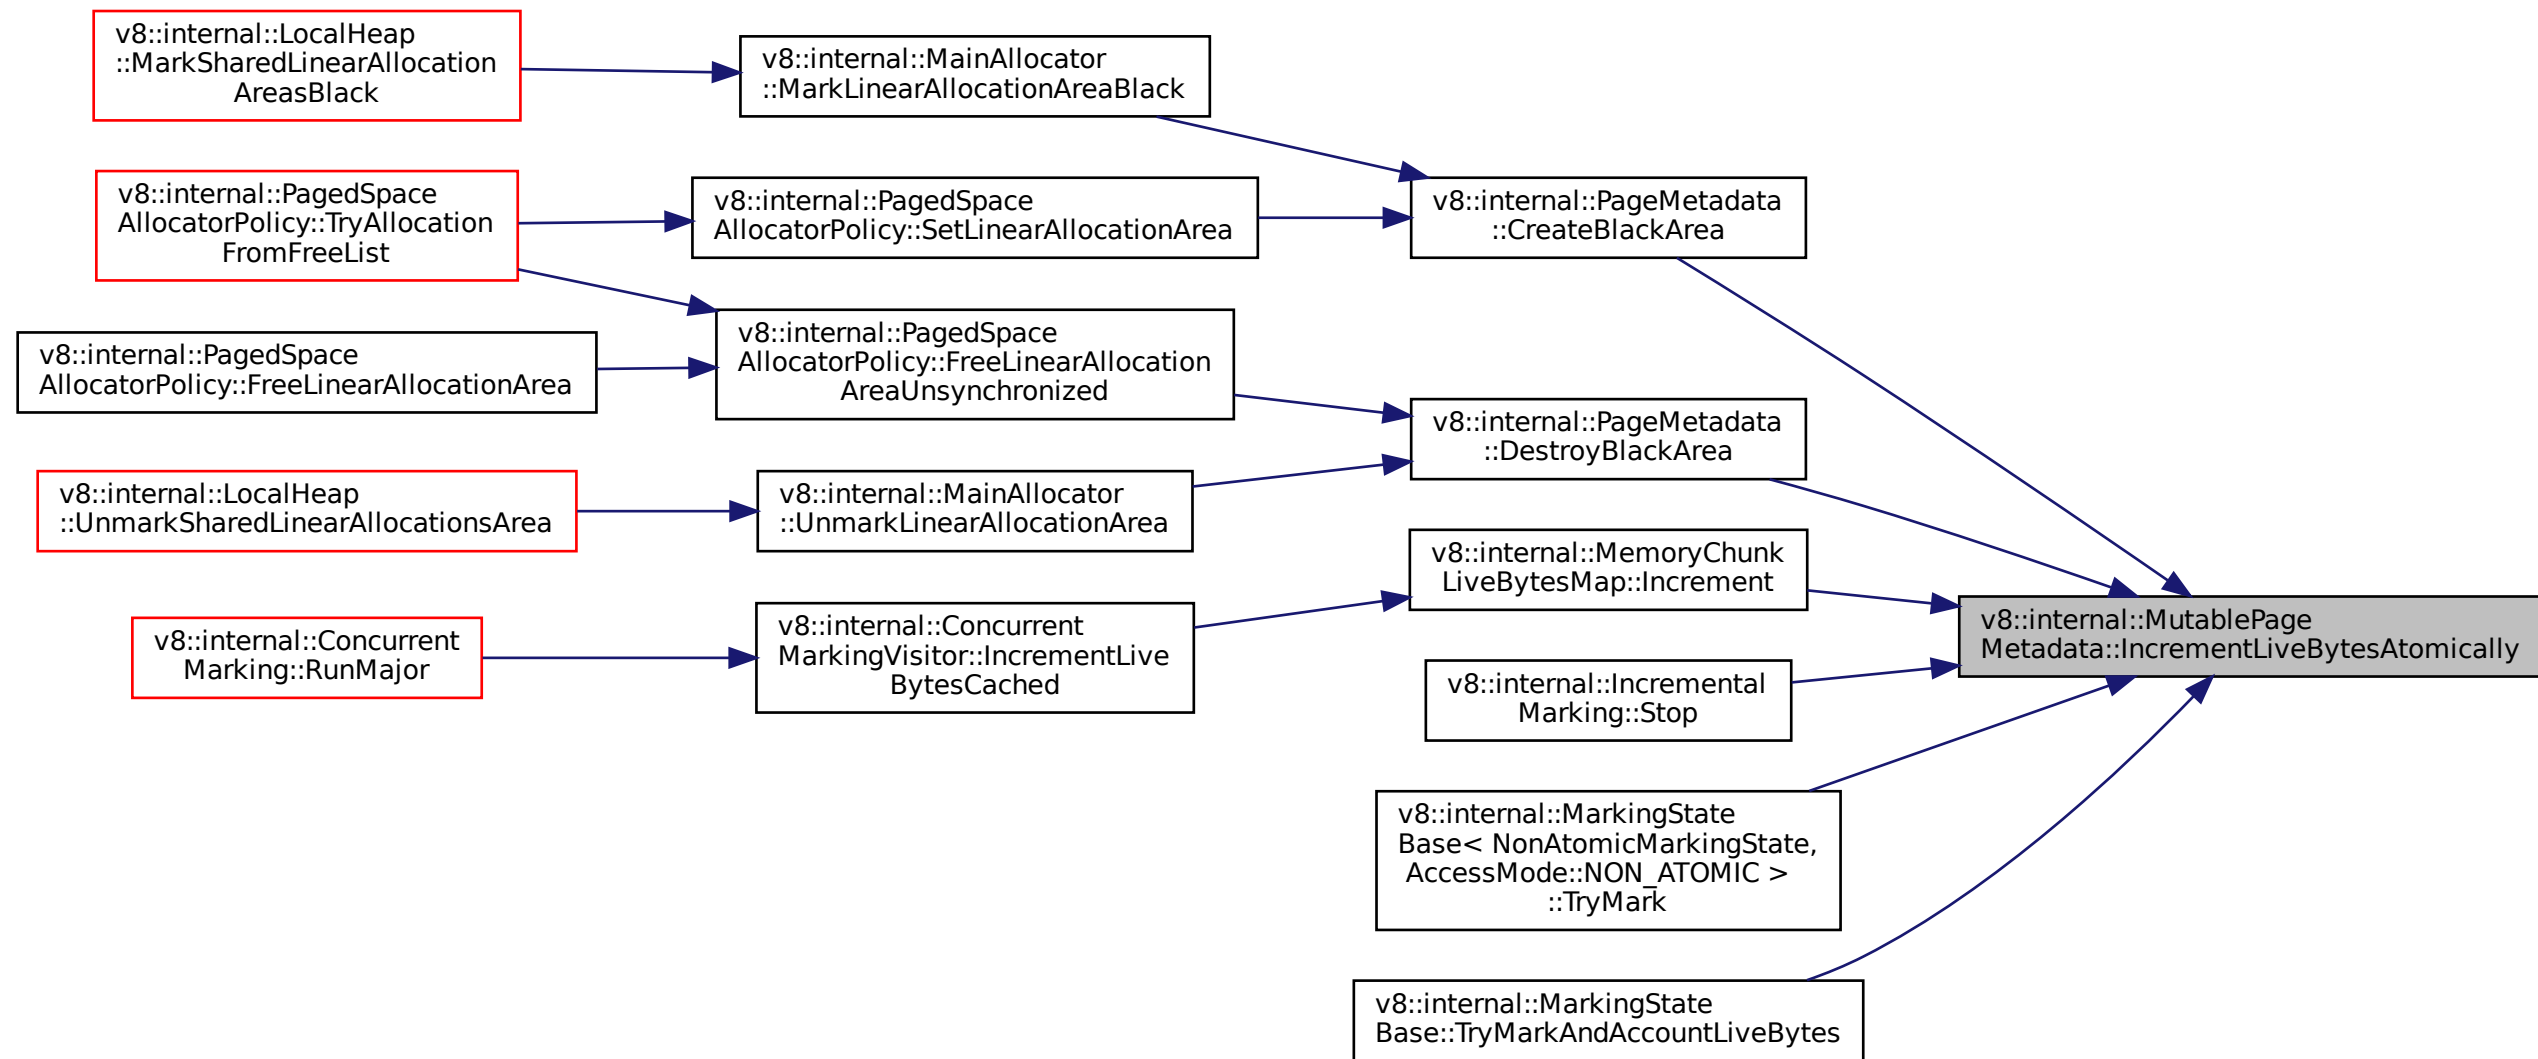 v8::internal::LocalHeap
::MarkSharedLinearAllocation
AreasBlack
v8::internal::MainAllocator
::MarkLinearAllocationAreaBlack
v8::internal::PagedSpace
AllocatorPolicy::TryAllocation
FromFreeList
v8::internal::PagedSpace
AllocatorPolicy::SetLinearAllocationArea
v8::internal::PageMetadata
::CreateBlackArea
v8::internal::PagedSpace
AllocatorPolicy::FreeLinearAllocationArea
v8::internal::PagedSpace
AllocatorPolicy::FreeLinearAllocation
AreaUnsynchronized
v8::internal::PageMetadata
::DestroyBlackArea
v8::internal::LocalHeap
::UnmarkSharedLinearAllocationsArea
v8::internal::MainAllocator
::UnmarkLinearAllocationArea
v8::internal::MemoryChunk
LiveBytesMap::Increment
v8::internal::Concurrent
Marking::RunMajor
v8::internal::Concurrent
MarkingVisitor::IncrementLive
BytesCached
v8::internal::MutablePage
Metadata::IncrementLiveBytesAtomically
v8::internal::Incremental
Marking::Stop
v8::internal::MarkingState
Base< NonAtomicMarkingState,
AccessMode::NON_ATOMIC >
::TryMark
v8::internal::MarkingState
Base::TryMarkAndAccountLiveBytes